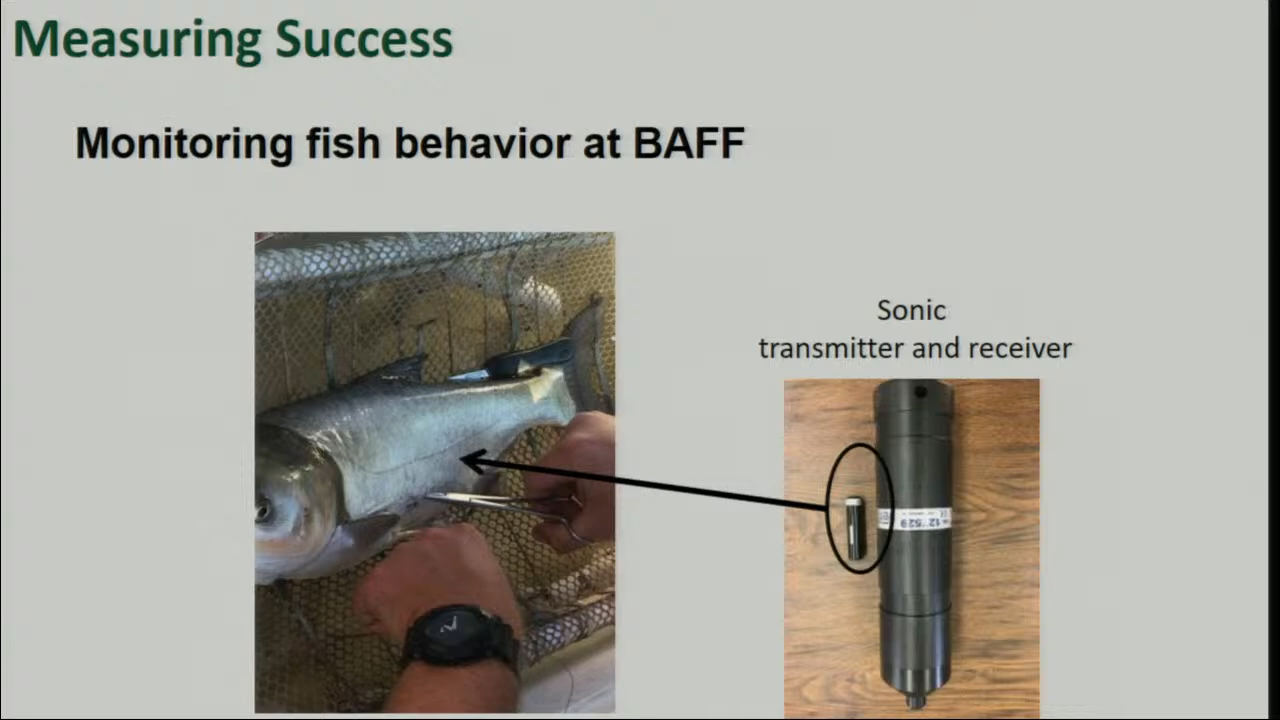 Measuring Success
Monitoring fish behavior at BAFF
Sonic
transmitter and receiver